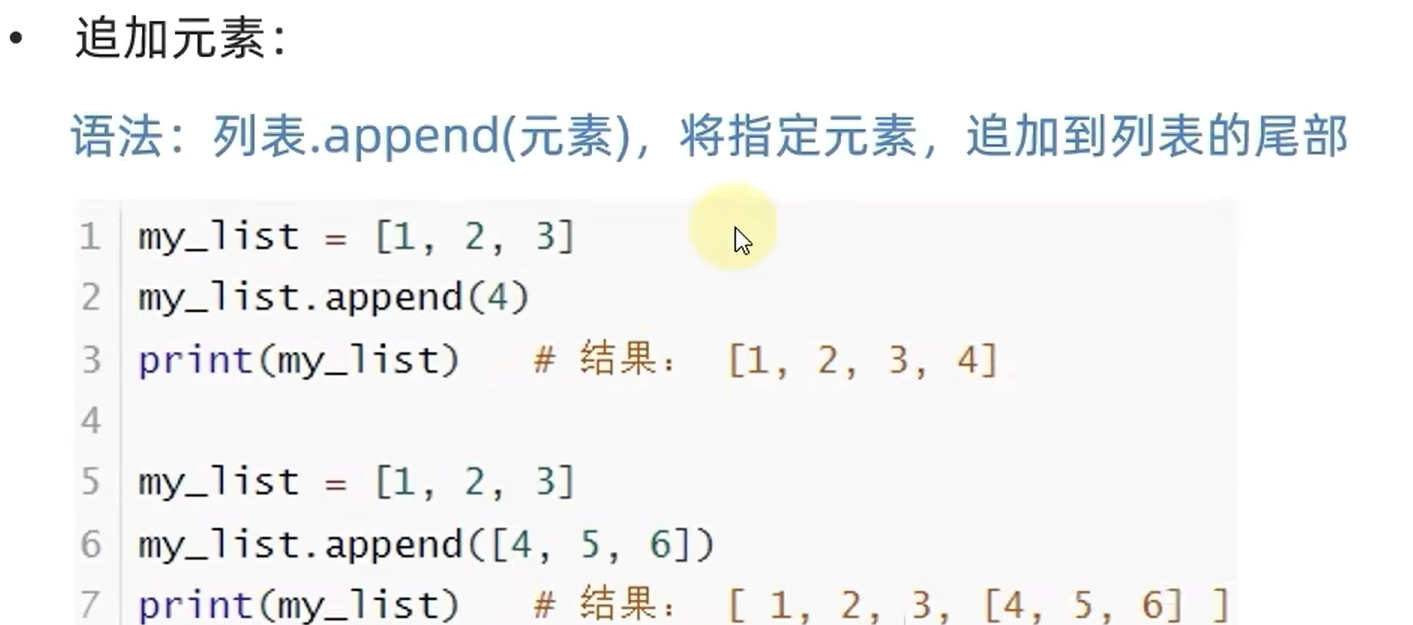 • 追加元素：
语法：列表.append(元素)，将指定元素，追加到列表的尾部
1 my_list = [1, 2, 3]
2 my_list.append(4)
3 print(my_list)   # 结果： [1, 2, 3, 4]
4
5 my_list = [1, 2, 3]
6 my_list.append([4, 5, 6])
7 print(my_list)   # 结果： [ 1, 2, 3, [4, 5, 6] ]